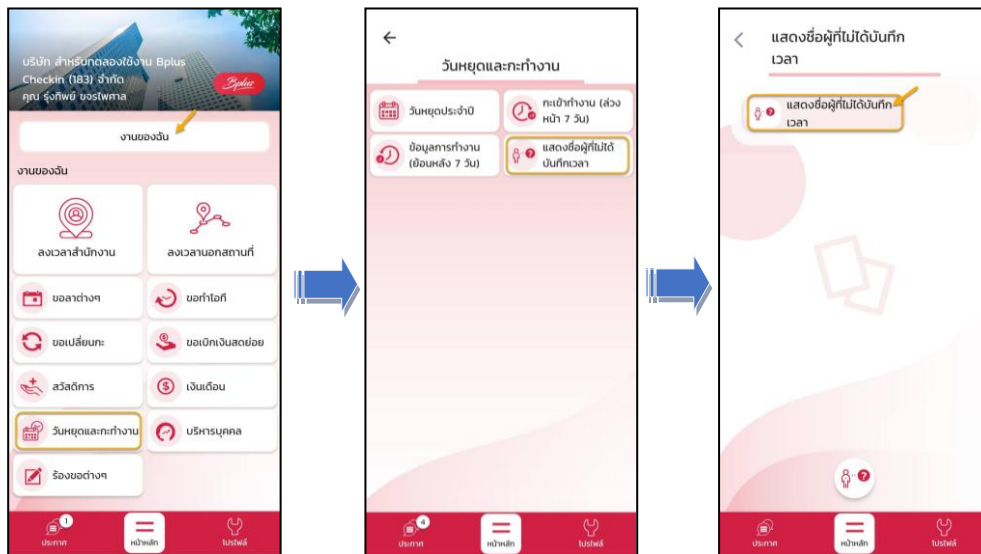 บริษัท สำหรับทดลองใช้งาน Bplus
Checkin (183) จำกัด
คุณ รุ่งทิพย์ ขอรไพศาล
Bplus
งานของฉัน
งานของฉัน
ลงเวลาสำนักงาน
ลงเวลานอกสถานที่
ขอลาต่างๆ
ขอทำโอที
ขอเปลี่ยนกะ
ขอเบิกเงินสดย่อย
สวัสดิการ
เงินเดือน
วันหยุดและกะทำงาน
บริหารบุคคล
ร้องขอต่างๆ
1
ประกาศ
หน้าหลัก
โปรไฟล์
วันหยุดและกะทำงาน
วันหยุดประจำปี
กะเข้าทำงาน (ล่วง
หน้า 7 วัน)
ข้อมูลการทำงาน
(ย้อนหลัง 7 วัน)
แสดงชื่อผู้ที่ไม่ได้
บันทึกเวลา
4
ประกาศ
หน้าหลัก
โปรไฟล์
แสดงชื่อผู้ที่ไม่ได้บันทึก
เวลา
แสดงชื่อผู้ที่ไม่ได้บันทึก
เวลา
ประกาศ
หน้าหลัก
โปรไฟล์